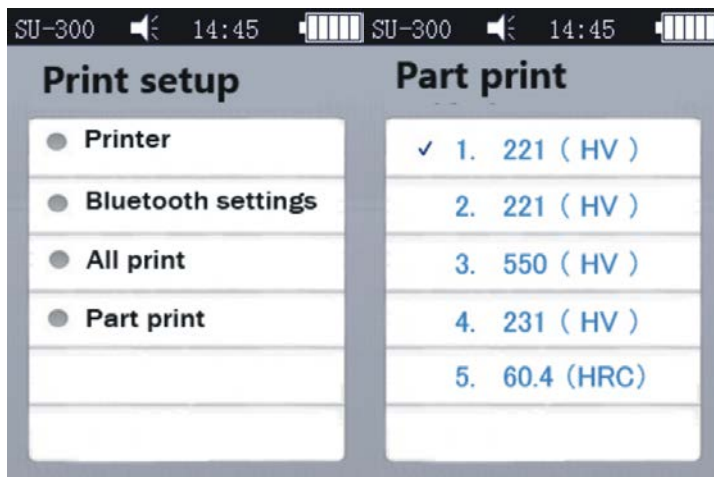 SU-300 14:45
Print setup
Printer
Bluetooth settings
All print
Part print
SU-300 14:45
Part print
✓ 1. 221 ( HV )
2. 221 ( HV )
3. 550 ( HV )
4. 231 ( HV )
5. 60.4 (HRC)